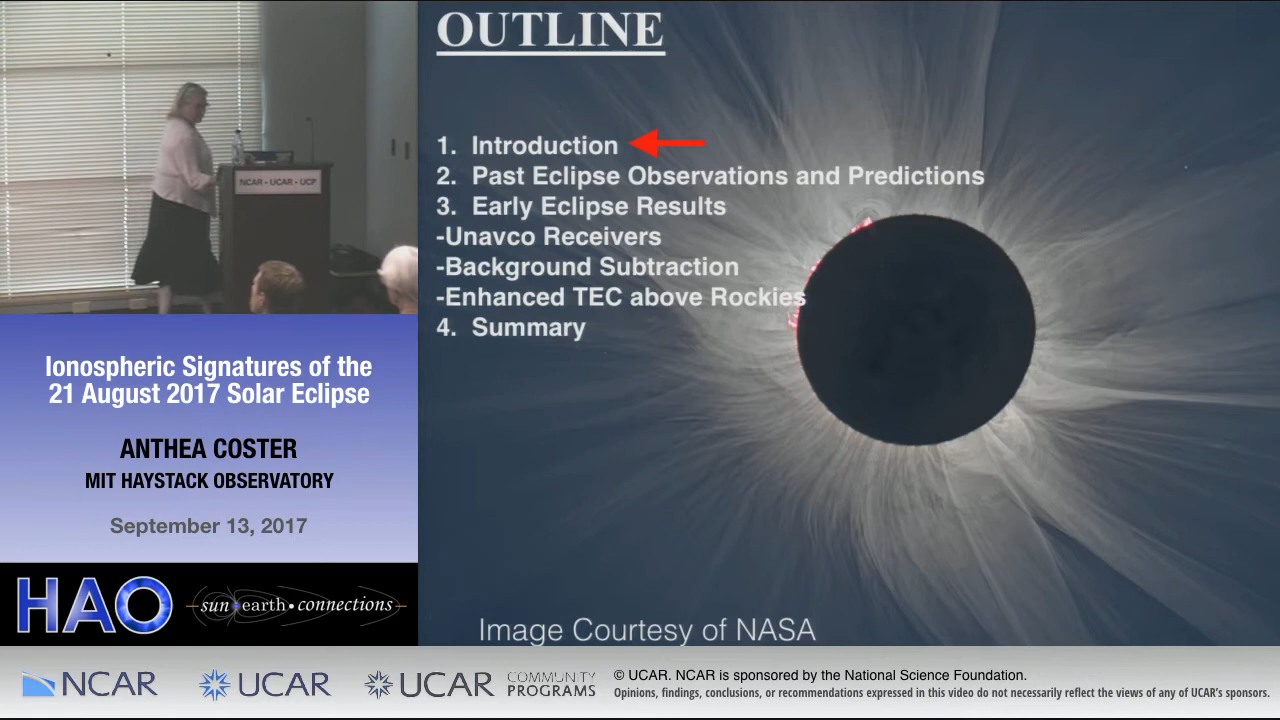 OUTLINE
1. Introduction
2. Past Eclipse Observations and Predictions
3. Early Eclipse Results
-Unavco Receivers
-Background Subtraction
-Enhanced TEC above Rockies
4. Summary
Image Courtesy of NASA
NCAR • UCAR • UCP
Ionospheric Signatures of the
21 August 2017 Solar Eclipse
ANTHEA COSTER
MIT HAYSTACK OBSERVATORY
September 13, 2017
HAO
sun•earth•connections
NCAR
UCAR
UCAR
COMMUNITY
PROGRAMS
© UCAR. NCAR is sponsored by the National Science Foundation.
Opinions, findings, conclusions, or recommendations expressed in this video do not necessarily reflect the views of any of UCAR's sponsors.